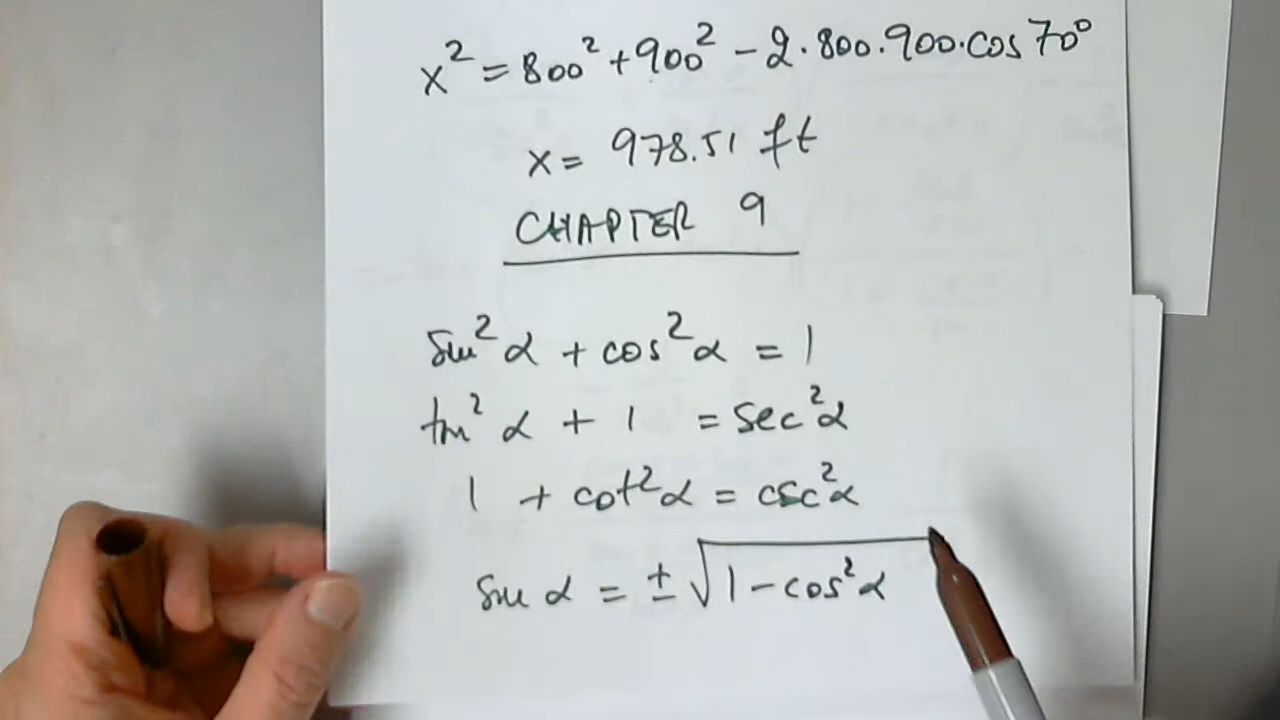 x² = 800² + 900² - 2·800·900·cos 70°
x = 978.51 ft
CHAPTER 9
sin²α + cos²α = 1
tan²α + 1 = sec²α
1 + cot²α = csc²α
sin α = ±√1 - cos²α